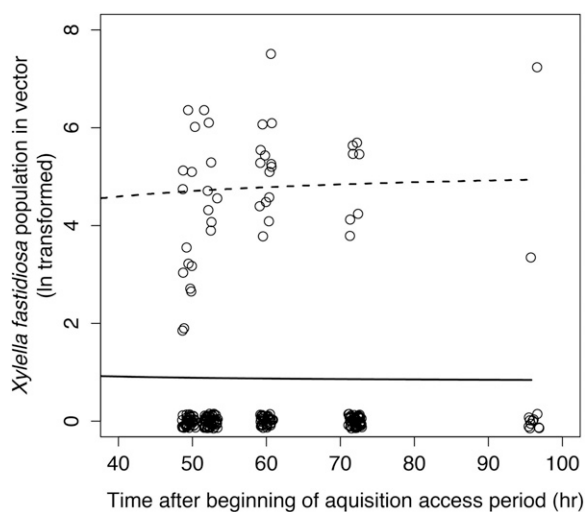 Xylella fastidiosa population in vector
(ln transformed)
8
6
4
2
0
40 50 60 70 80 90 100
Time after beginning of aquisition access period (hr)